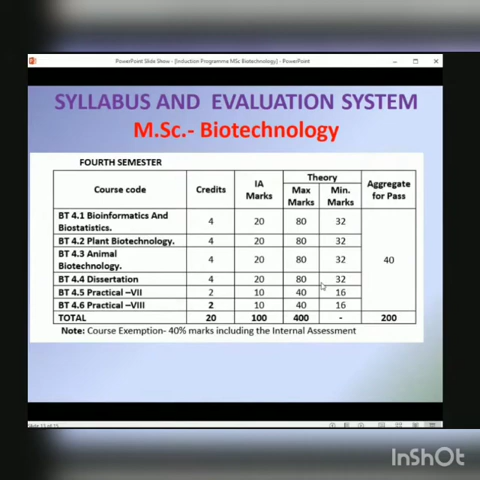 PowerPoint Slide Show - [Induction Programma MSc Biotechnology] - PowerPoint
SYLLABUS AND EVALUATION SYSTEM
M.Sc.- Biotechnology
FOURTH SEMESTER
Course code Credits IA Marks Theory Max Marks Min. Marks Aggregate for Pass
BT 4.1 Bioinformatics And Biostatistics. 4 20 80 32
BT 4.2 Plant Biotechnology. 4 20 80 32
BT 4.3 Animal Biotechnology. 4 20 80 32 40
BT 4.4 Dissertation 4 20 80 32
BT 4.5 Practical –VII 2 10 40 16
BT 4.6 Practical –VIII 2 10 40 16
TOTAL 20 100 400 - 200
Note: Course Exemption- 40% marks including the Internal Assessment
Slide 13 of 15
InShOt